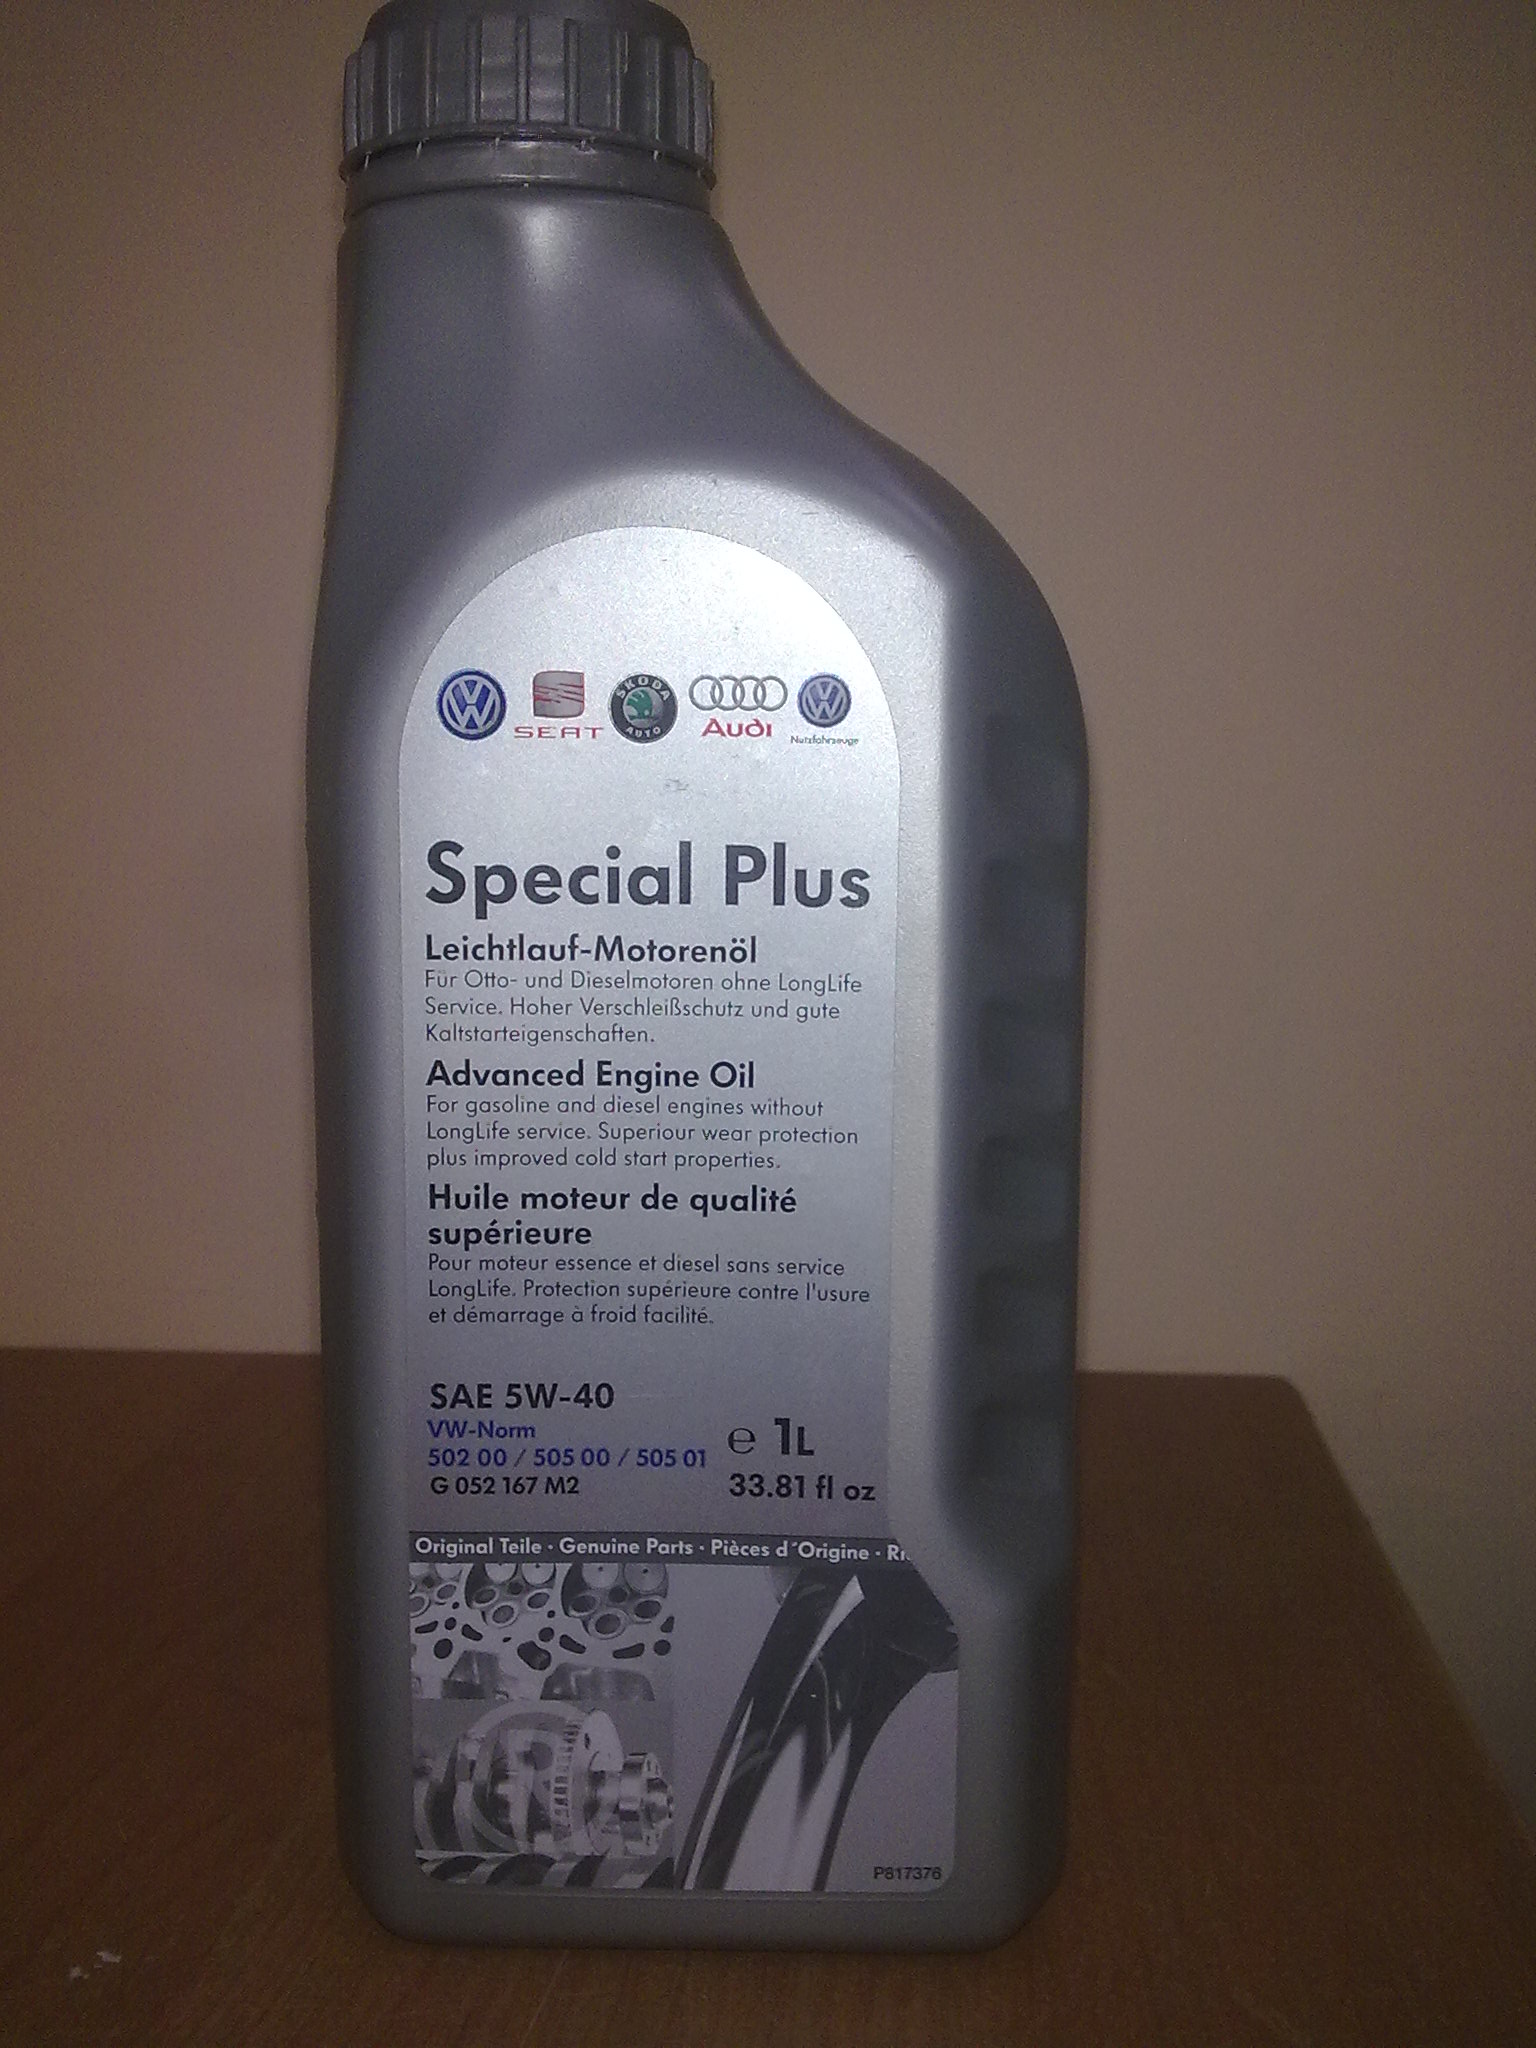 SEAT
SKODA
AUTO
Audi
Nutzfahrzeuge
Special Plus
Leichtlauf-Motorenöl
Für Otto- und Dieselmotoren ohne LongLife
Service. Hoher Verschleißschutz und gute
Kaltstarteigenschaften.
Advanced Engine Oil
For gasoline and diesel engines without
LongLife service. Superiour wear protection
plus improved cold start properties.
Huile moteur de qualité
supérieure
Pour moteur essence et diesel sans service
LongLife. Protection supérieure contre l'usure
et démarrage à froid facilité.
SAE 5W-40
VW-Norm
502 00 / 505 00 / 505 01
G 052 167 M2
e 1L
33.81 fl oz
Original Teile · Genuine Parts · Pièces d´Origine ·
P817376